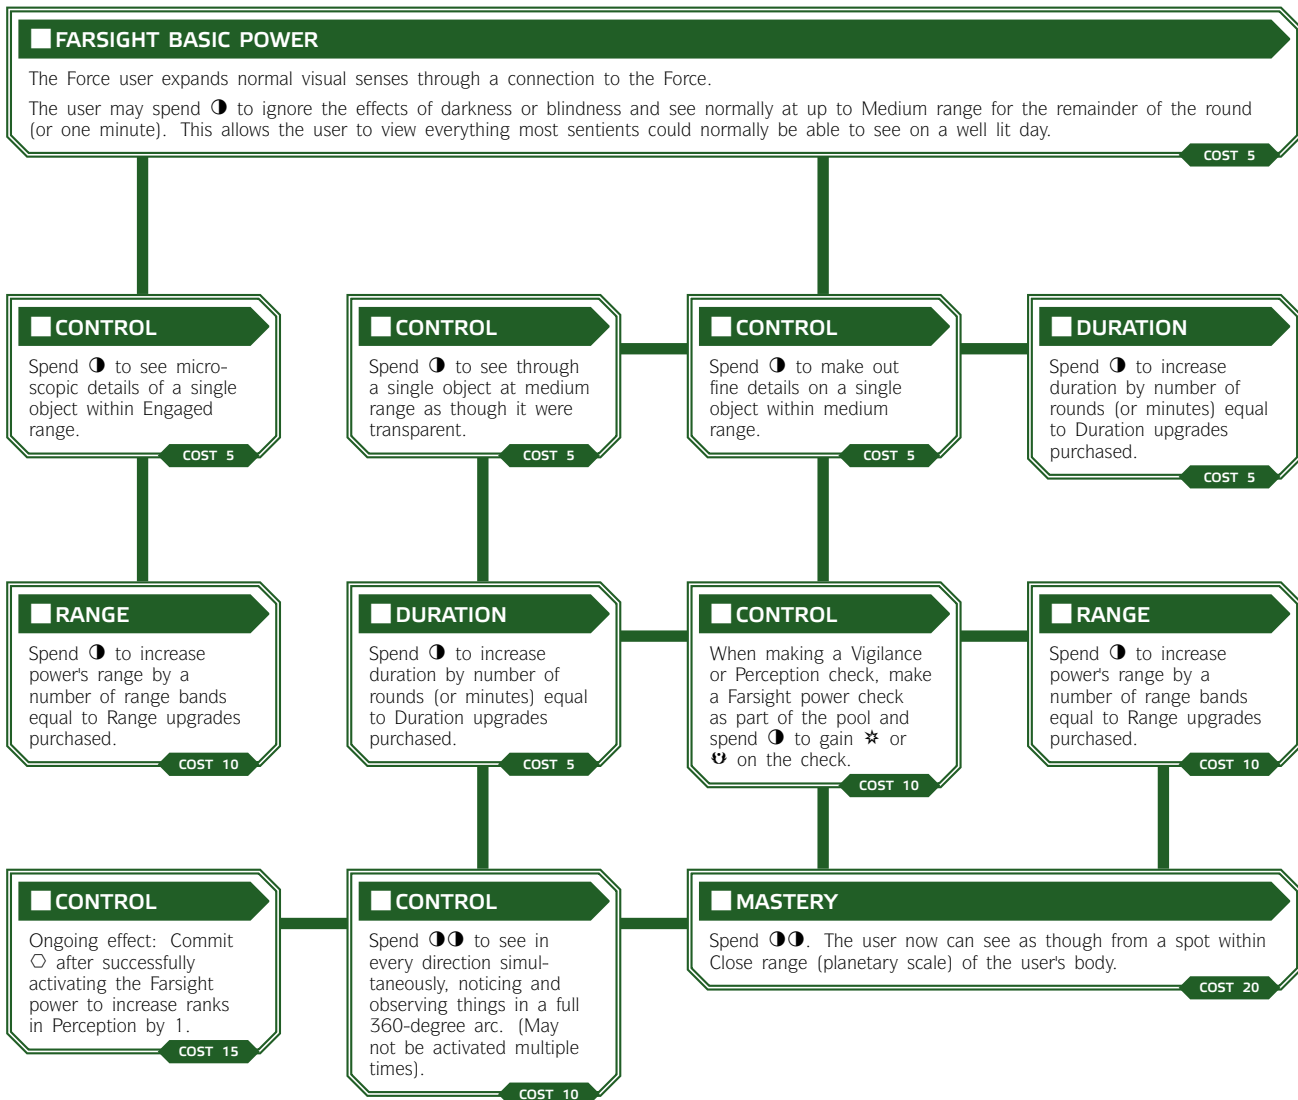 FARSIGHT BASIC POWER
The Force user expands normal visual senses through a connection to the Force.
The user may spend ◑ to ignore the effects of darkness or blindness and see normally at up to Medium range for the remainder of the round
(or one minute). This allows the user to view everything most sentients could normally be able to see on a well lit day.
COST 5
CONTROL
Spend ◑ to see micro-
scopic details of a single
object within Engaged
range.
COST 5
CONTROL
Spend ◑ to see through
a single object at medium
range as though it were
transparent.
COST 5
CONTROL
Spend ◑ to make out
fine details on a single
object within medium
range.
COST 5
DURATION
Spend ◑ to increase
duration by number of
rounds (or minutes) equal
to Duration upgrades
purchased.
COST 5
RANGE
Spend ◑ to increase
power's range by a
number of range bands
equal to Range upgrades
purchased.
COST 10
DURATION
Spend ◑ to increase
duration by number of
rounds (or minutes) equal
to Duration upgrades
purchased.
COST 5
CONTROL
When making a Vigilance
or Perception check, make
a Farsight power check
as part of the pool and
spend ◑ to gain or
on the check.
COST 10
RANGE
Spend ◑ to increase
power's range by a
number of range bands
equal to Range upgrades
purchased.
COST 10
CONTROL
Ongoing effect: Commit
⬡ after successfully
activating the Farsight
power to increase ranks
in Perception by 1.
COST 15
CONTROL
Spend ◑◑ to see in
every direction simul-
taneously, noticing and
observing things in a full
360-degree arc. (May
not be activated multiple
times).
COST 10
MASTERY
Spend ◑◑. The user now can see as though from a spot within
Close range (planetary scale) of the user's body.
COST 20